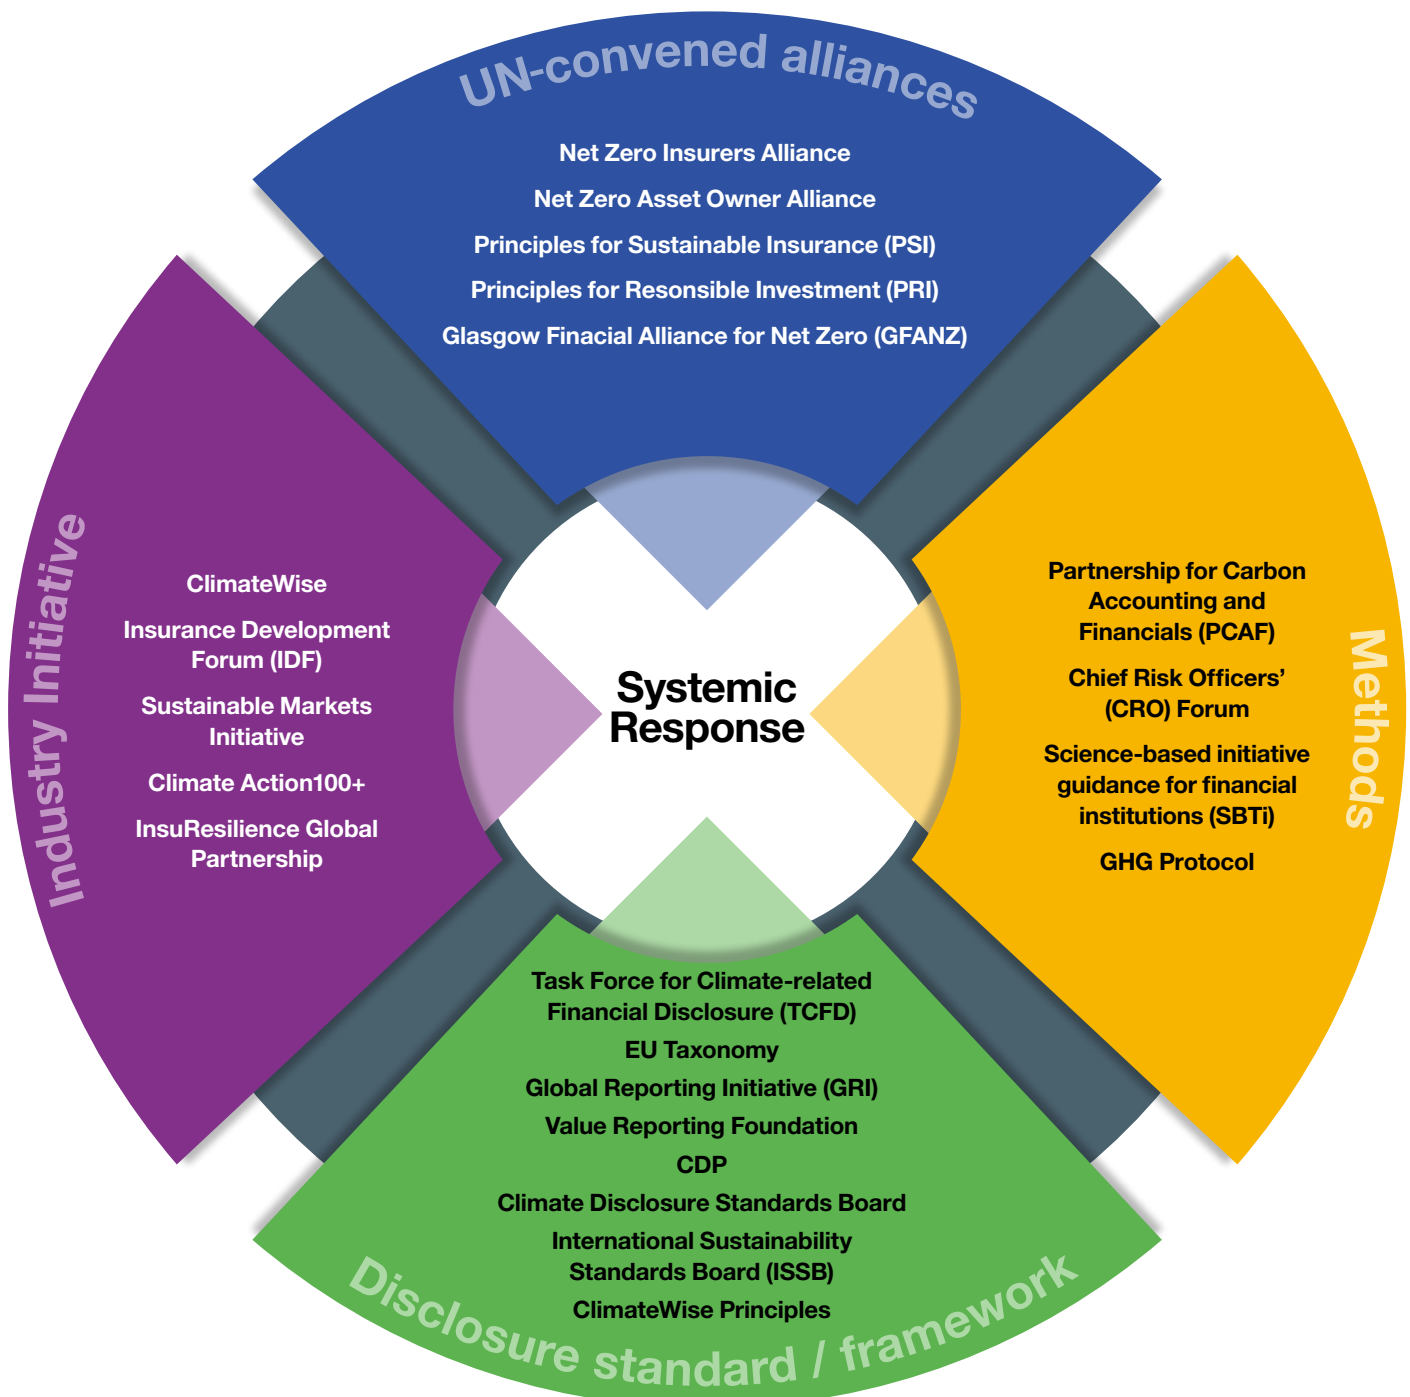 UN-convened alliances
Net Zero Insurers Alliance
Net Zero Asset Owner Alliance
Principles for Sustainable Insurance (PSI)
Principles for Resonsible Investment (PRI)
Glasgow Finacial Alliance for Net Zero (GFANZ)
Industry Initiative
ClimateWise
Insurance Development
Forum (IDF)
Sustainable Markets
Initiative
Climate Action100+
InsuResilience Global
Partnership
Systemic
Response
Methods
Partnership for Carbon
Accounting and
Financials (PCAF)
Chief Risk Officers’
(CRO) Forum
Science-based initiative
guidance for financial
institutions (SBTi)
GHG Protocol
Task Force for Climate-related
Financial Disclosure (TCFD)
EU Taxonomy
Global Reporting Initiative (GRI)
Value Reporting Foundation
CDP
Climate Disclosure Standards Board
International Sustainability
Standards Board (ISSB)
ClimateWise Principles
Disclosure standard / framework